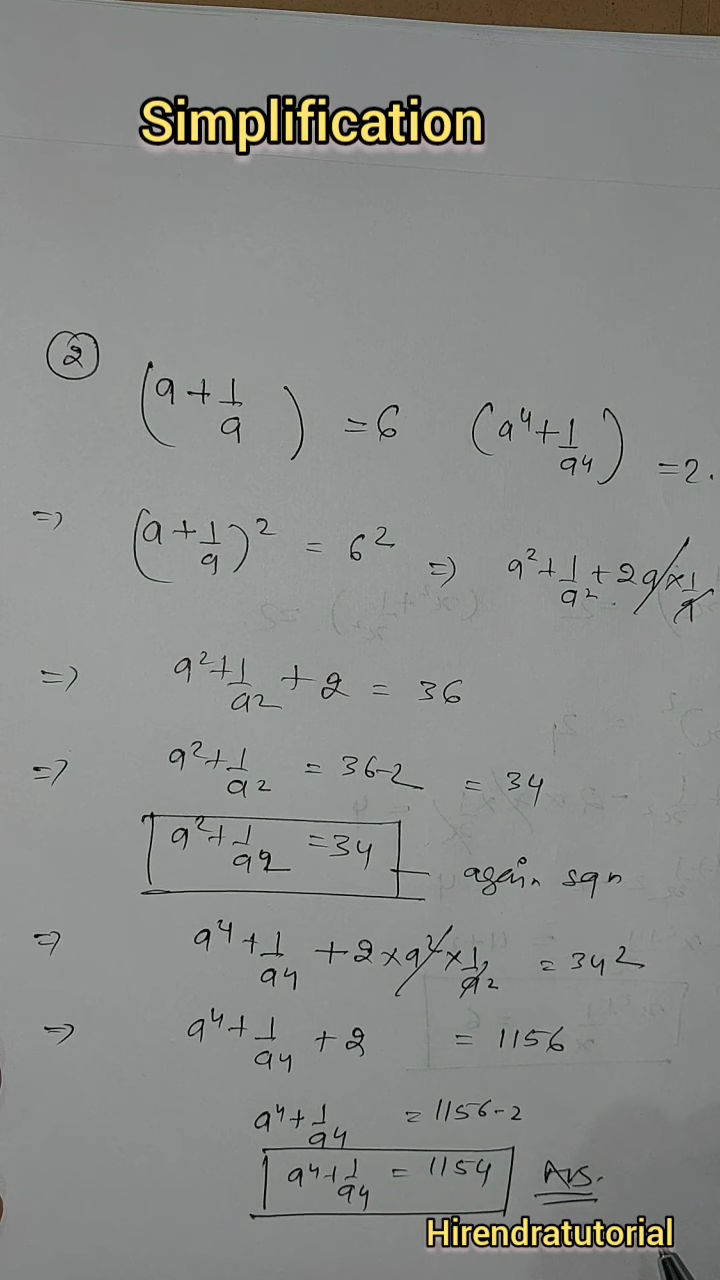 Simplification
② (a + 1/a) = 6 (a⁴ + 1/a⁴) = 2.
=> (a + 1/a)² = 6² => a² + 1/a² + 2a × 1/a
=> a² + 1/a² + 2 = 36
=> a² + 1/a² = 36-2 = 34
a² + 1/a2 = 34 — again sqr
=> a⁴ + 1/a4 + 2 × a² × 1/a2 = 34²
=> a⁴ + 1/a4 + 2 = 1156
a⁴ + 1/a4 = 1156-2
a⁴ + 1/a4 = 1154 Ans.
Hirendratutorial